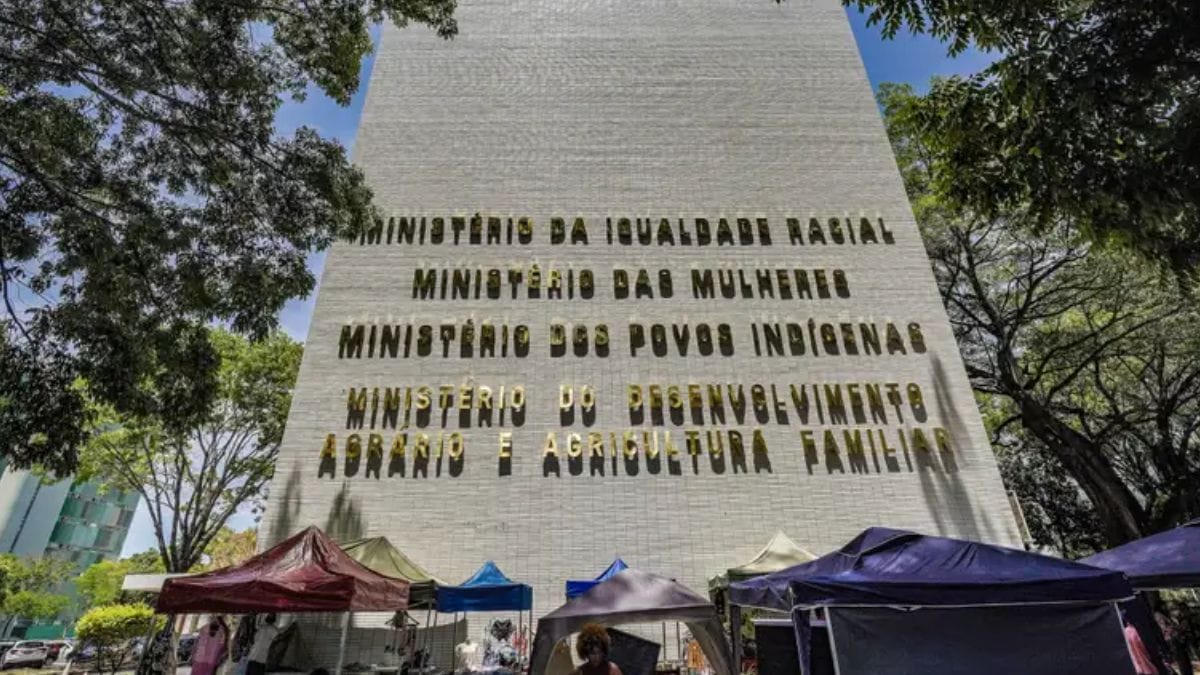 MINISTÉRIO DA IGUALDADE RACIAL
MINISTÉRIO DAS MULHERES
MINISTÉRIO DOS POVOS INDÍGENAS
MINISTÉRIO DO DESENVOLVIMENTO
AGRÁRIO E AGRICULTURA FAMILIAR